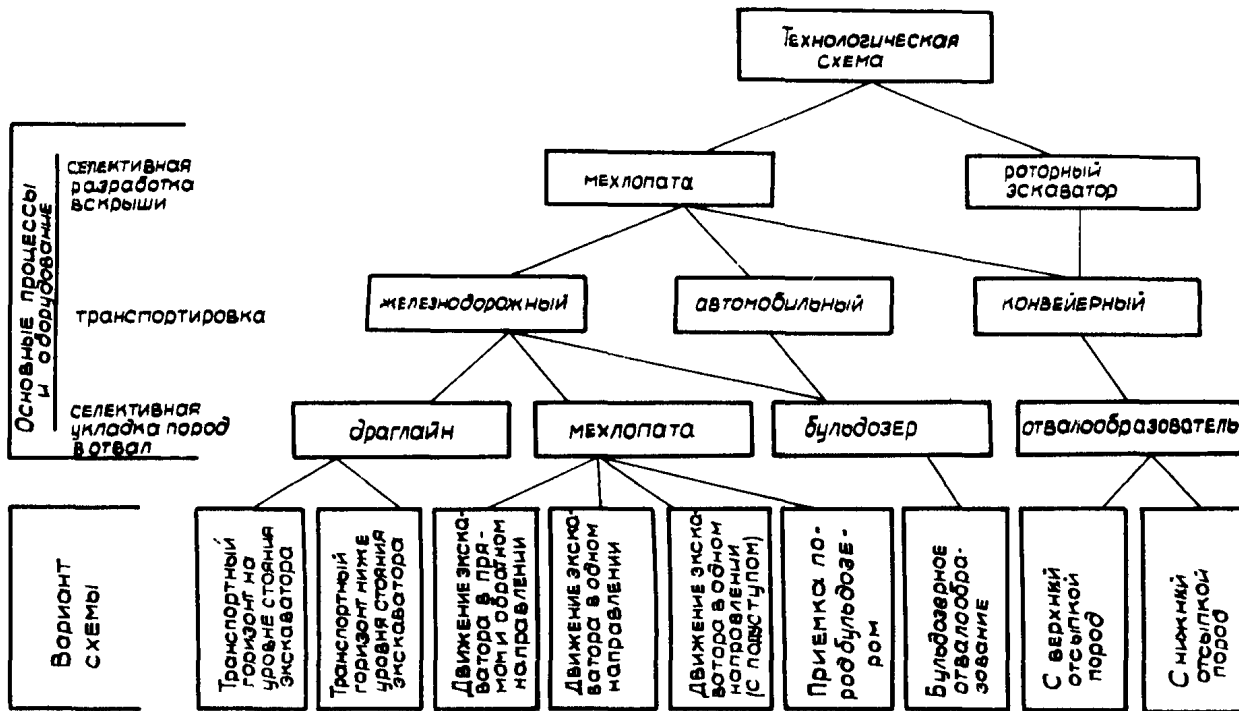 Технологическая
схема
Основные процессы
и оборудование
селективная
разработка
вскрыши
мехлопата
роторный
эскаватор
транспортировка
железнодорожный
автомобильный
конвейерный
селективная
укладка пород
в отвал
драглайн
мехлопата
бульдозер
отвалообразователь
Вариант
схемы
Транспортный
горизонт на
уровне стояния
экскаватора
Транспортный
горизонт ниже
уровня стояния
экскаватора
Движение экска-
ватора в пря-
мом и обратном
направлении
Движение экска-
ватора в одном
направлении
Движение экска-
ватора в одном
направлении
(с подуступом)
Приемка по-
род бульдозе-
ром
Бульдозерное
отвалообра-
зование
С верхней
отсыпкой
пород
С нижней
отсыпкой
пород